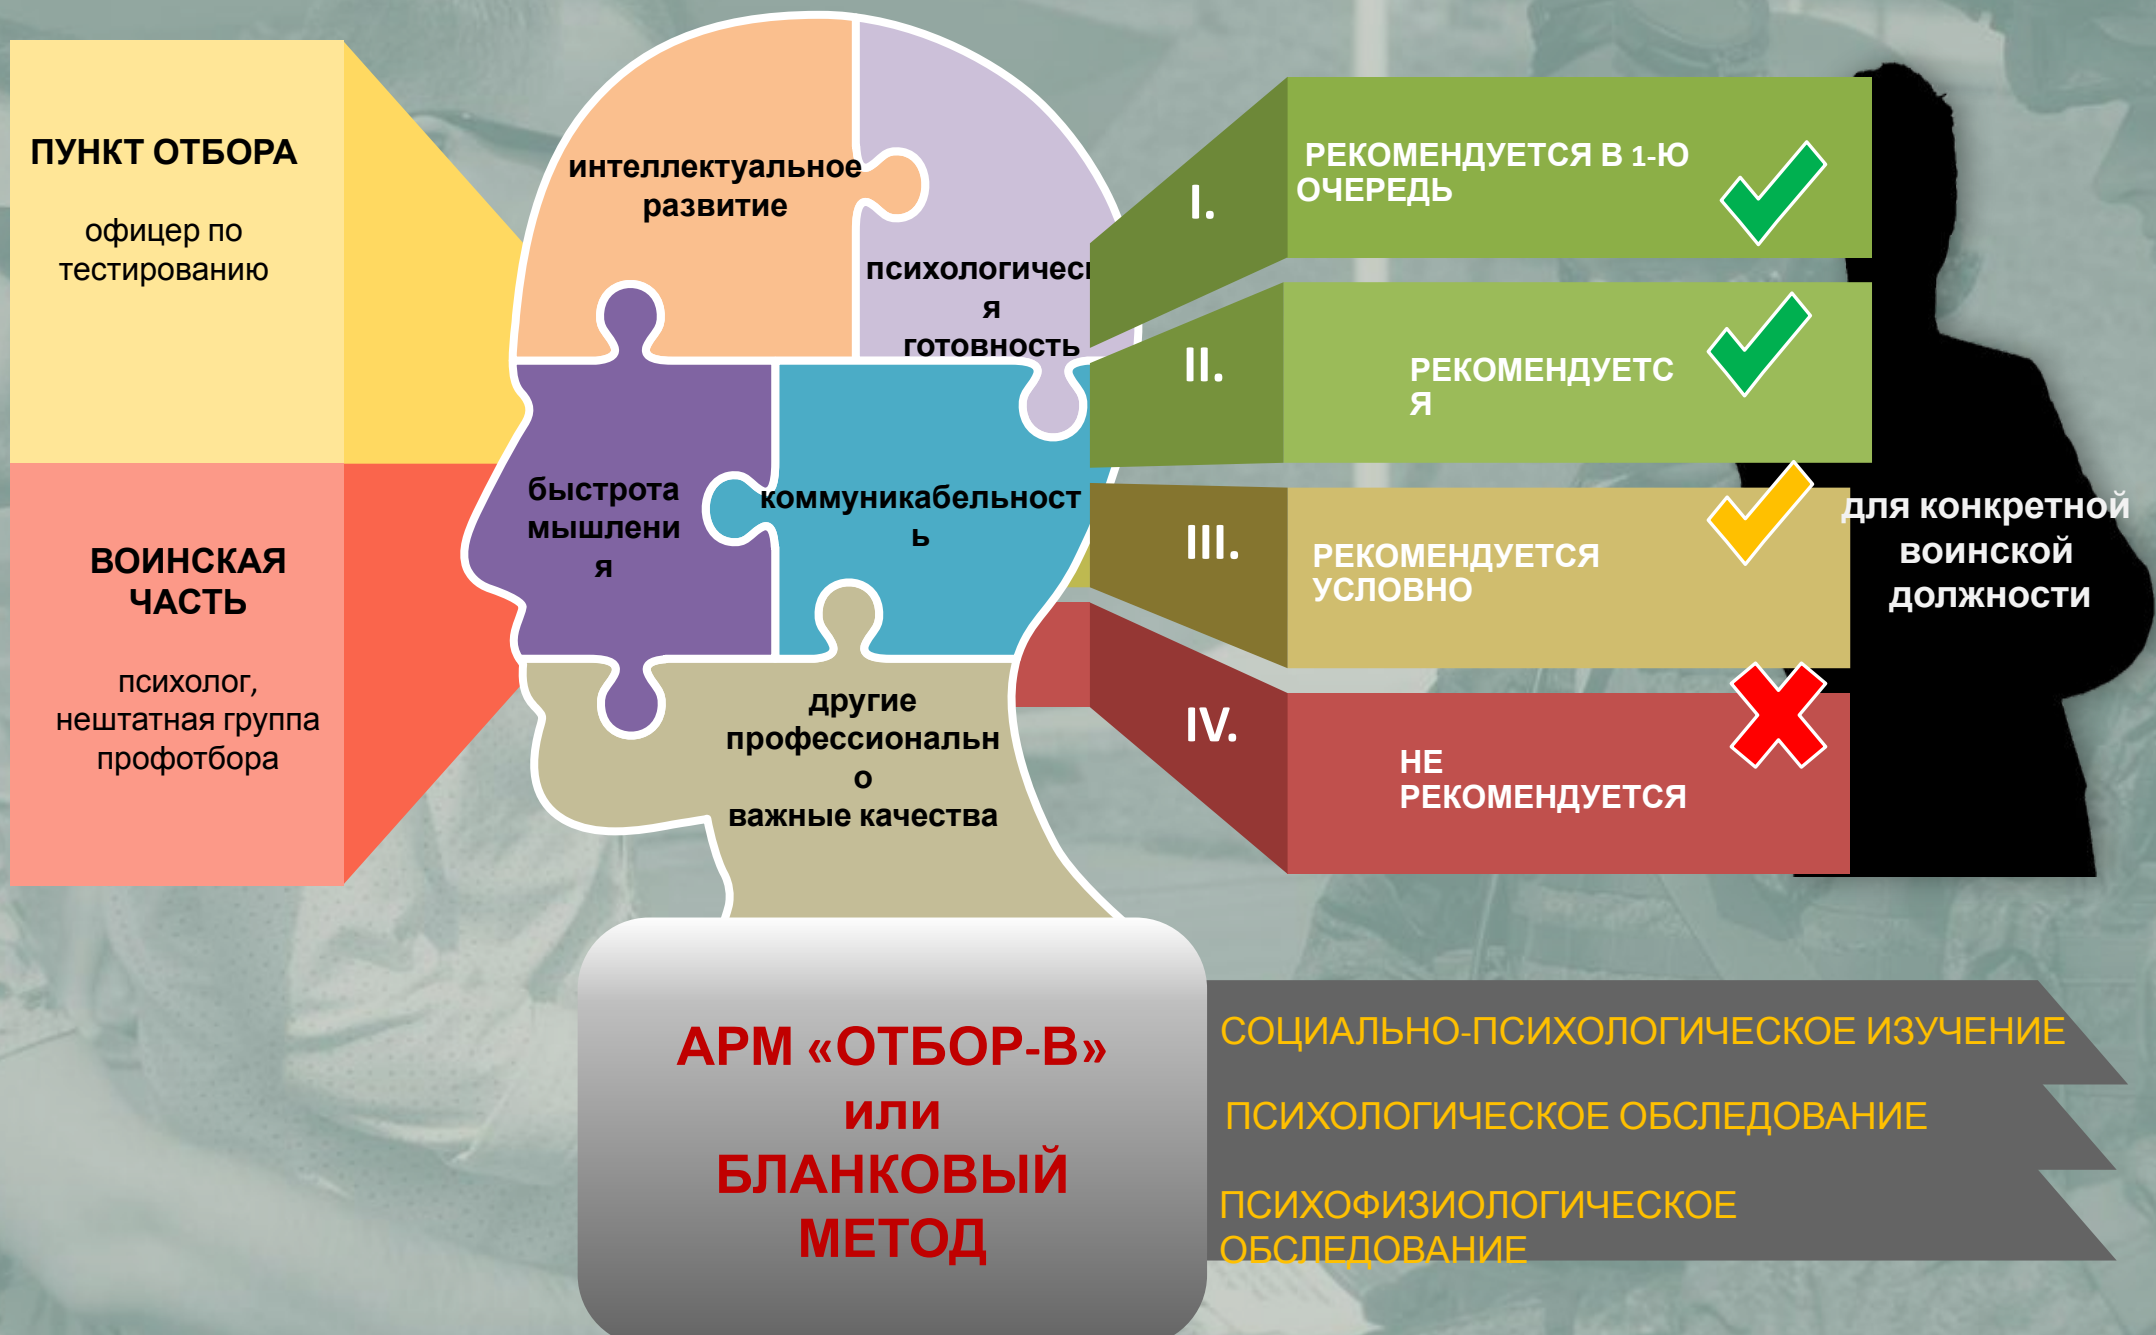 ПУНКТ ОТБОРА
офицер по
тестированию
ВОИНСКАЯ
ЧАСТЬ
психолог,
нештатная группа
профотбора
интеллектуальное
развитие
психологичес
я
готовность
быстрота
мышлени
я
коммуникабельност
ь
другие
профессиональн
о
важные качества
I.
РЕКОМЕНДУЕТСЯ В 1-Ю
ОЧЕРЕДЬ
II.
РЕКОМЕНДУЕТС
Я
III.
РЕКОМЕНДУЕТСЯ
УСЛОВНО
IV.
НЕ
РЕКОМЕНДУЕТСЯ
для конкретной
воинской
должности
АРМ «ОТБОР-В»
или
БЛАНКОВЫЙ
МЕТОД
СОЦИАЛЬНО-ПСИХОЛОГИЧЕСКОЕ ИЗУЧЕНИЕ
ПСИХОЛОГИЧЕСКОЕ ОБСЛЕДОВАНИЕ
ПСИХОФИЗИОЛОГИЧЕСКОЕ
ОБСЛЕДОВАНИЕ